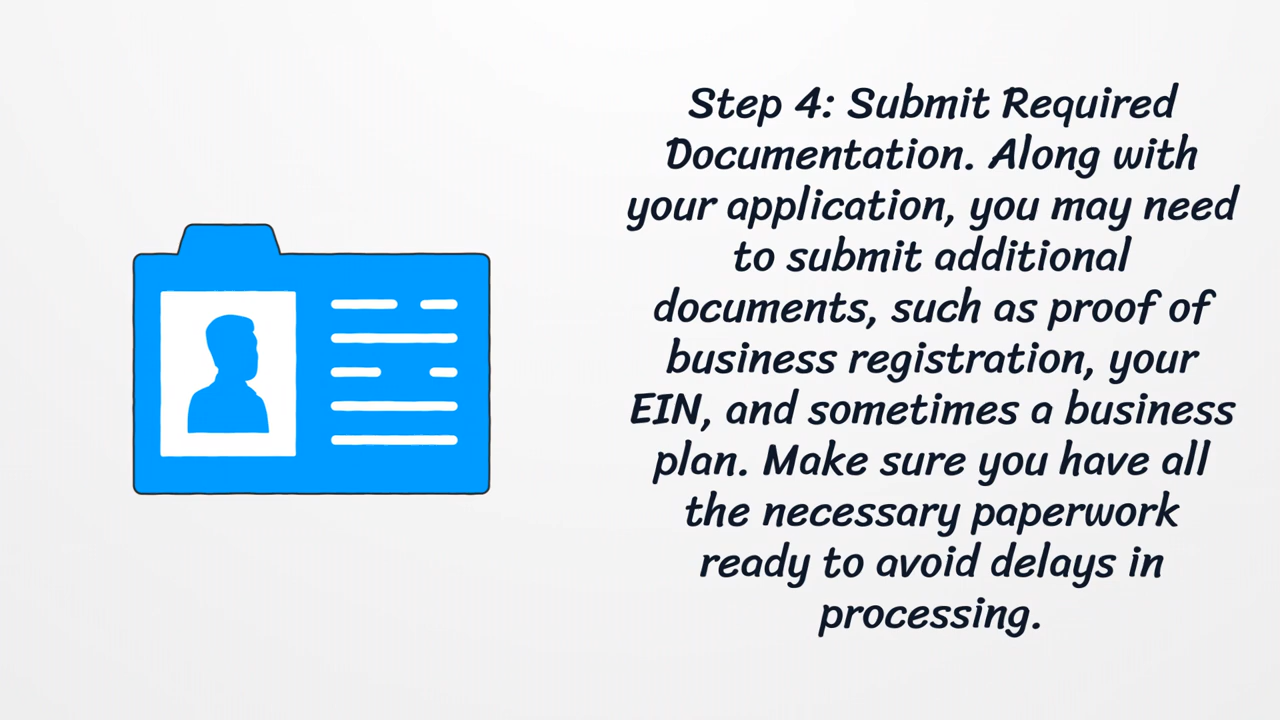 Step 4: Submit Required
Documentation. Along with
your application, you may need
to submit additional
documents, such as proof of
business registration, your
EIN, and sometimes a business
plan. Make sure you have all
the necessary paperwork
ready to avoid delays in
processing.